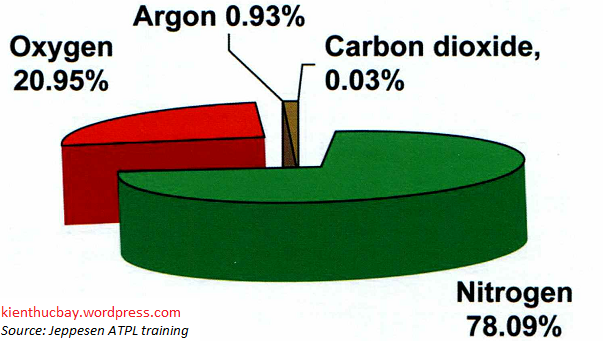 Argon 0.93%
Oxygen
20.95%
Carbon dioxide,
0.03%
Nitrogen
78.09%
kienthucbay.wordpress.com
Source: Jeppesen ATPL training